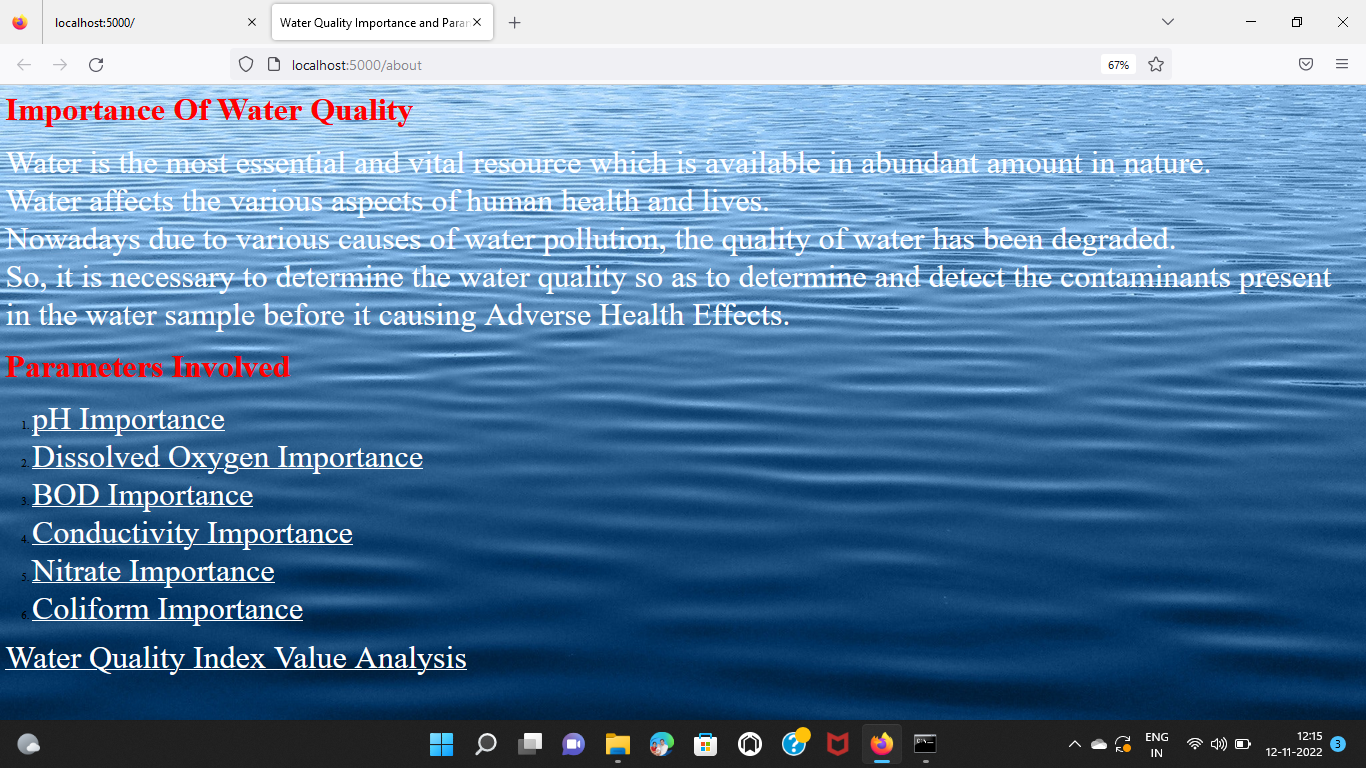 localhost:5000/
Water Quality Importance and Para
localhost:5000/about
67%
Importance Of Water Quality
Water is the most essential and vital resource which is available in abundant amount in nature.
Water affects the various aspects of human health and lives.
Nowadays due to various causes of water pollution, the quality of water has been degraded.
So, it is necessary to determine the water quality so as to determine and detect the contaminants present
in the water sample before it causing Adverse Health Effects.
Parameters Involved
1. pH Importance
2. Dissolved Oxygen Importance
3. BOD Importance
4. Conductivity Importance
5. Nitrate Importance
6. Coliform Importance
Water Quality Index Value Analysis
ENG
IN
12:15
12-11-2022
3